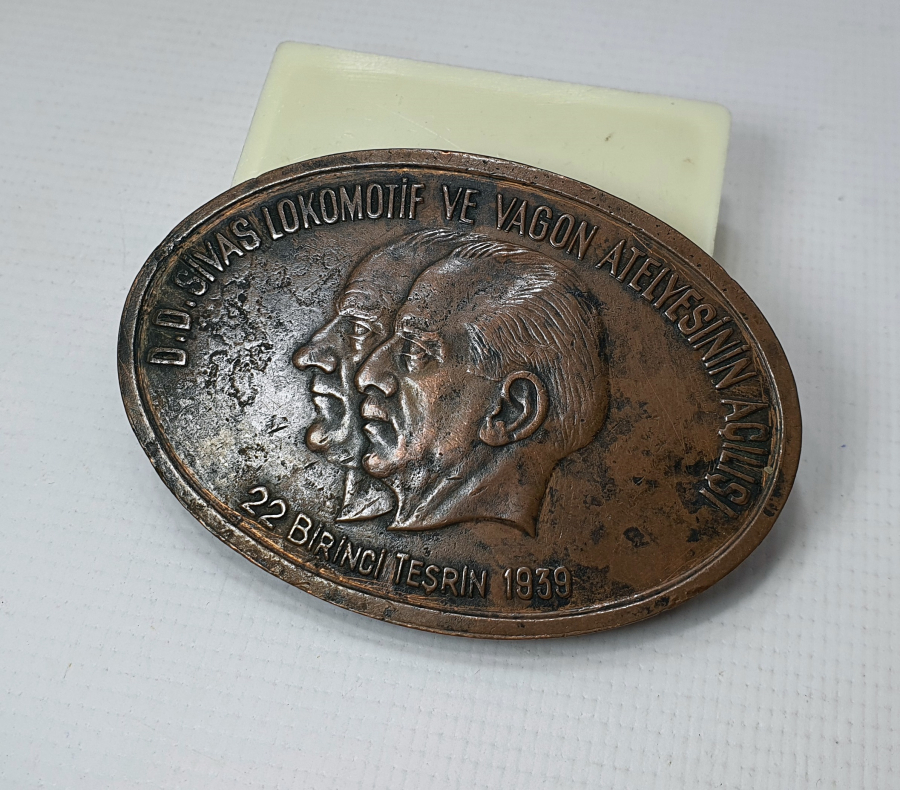 D.D. SİVAS LOKOMOTİF VE VAGON ATELYESİNİN AÇILIŞI
22 BİRİNCİ TEŞRİN 1939